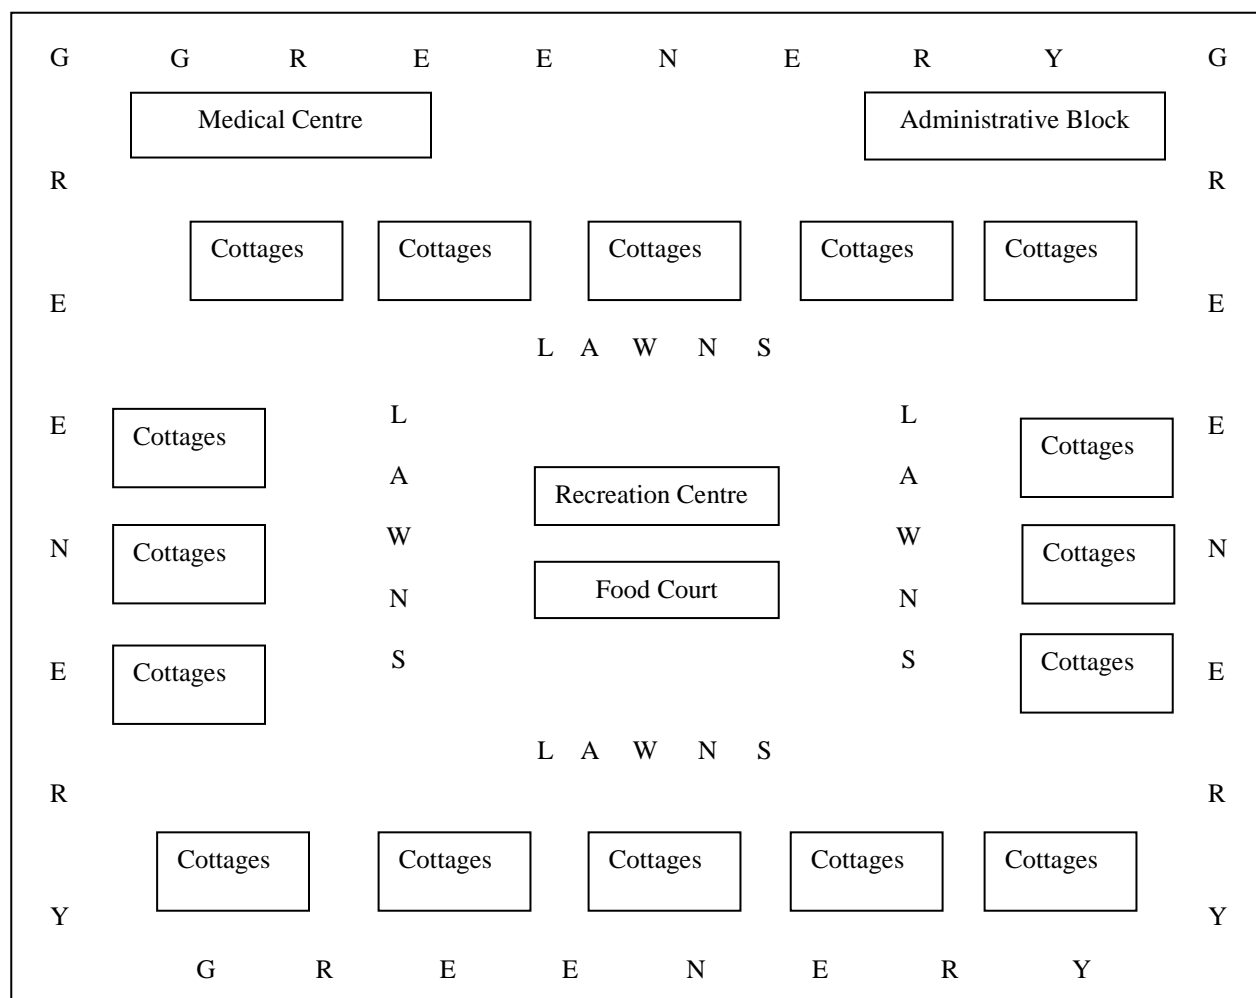 G R E E N E R Y
G R E E N E R Y
G R E E N E R Y
Medical Centre
Administrative Block
Cottages Cottages Cottages Cottages Cottages
L A W N S
Cottages
Cottages
Cottages
L A W N S
Recreation Centre
Food Court
L A W N S
Cottages
Cottages
Cottages
L A W N S
Cottages Cottages Cottages Cottages Cottages
G R E E N E R Y